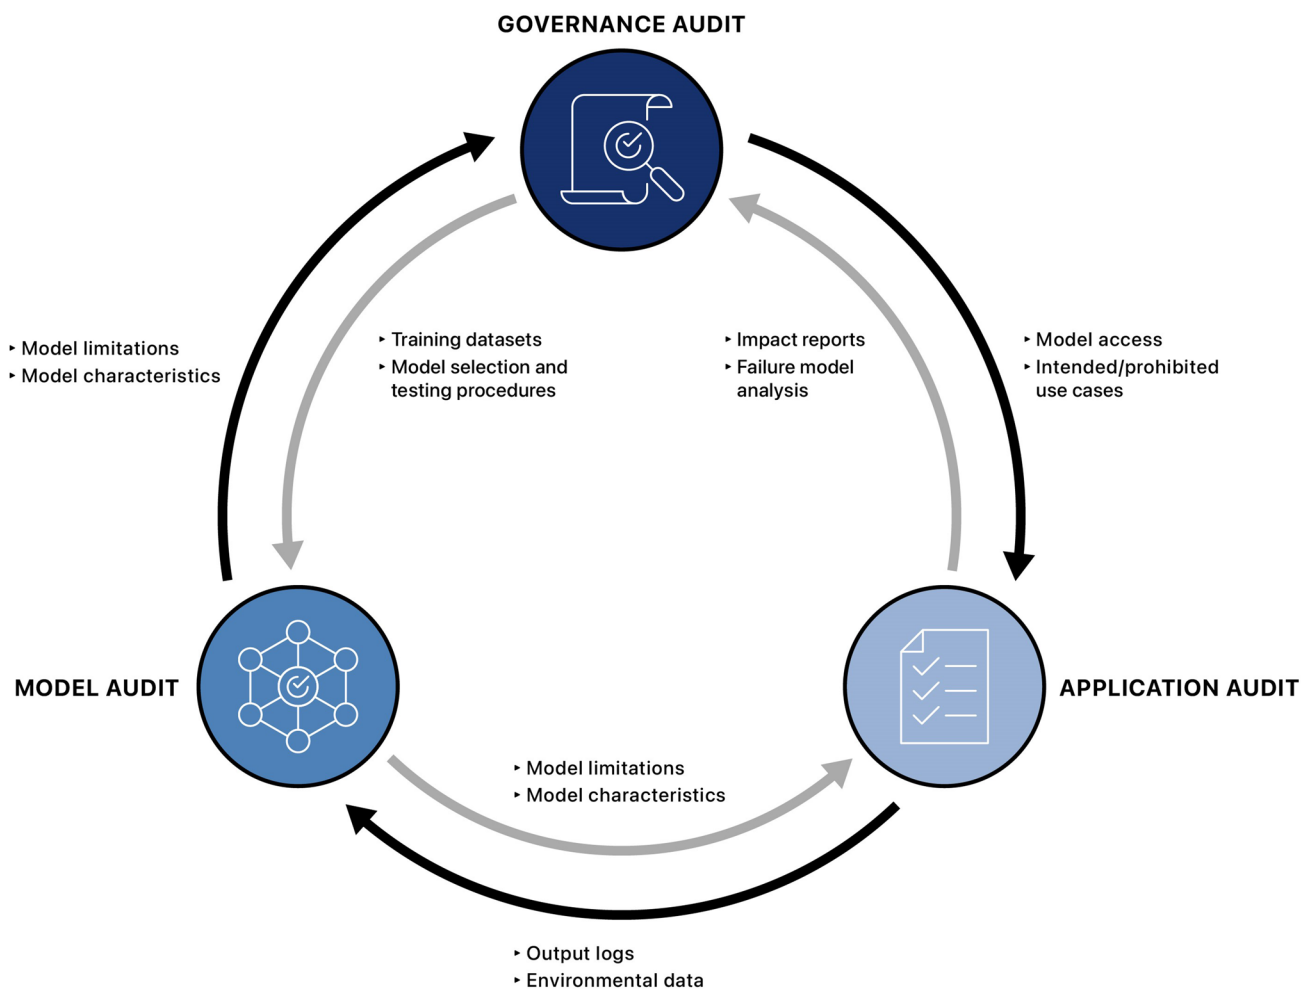 GOVERNANCE AUDIT
‣ Model limitations
‣ Model characteristics
‣ Training datasets
‣ Model selection and
testing procedures
‣ Impact reports
‣ Failure model
analysis
‣ Model access
‣ Intended/prohibited
use cases
MODEL AUDIT
APPLICATION AUDIT
‣ Model limitations
‣ Model characteristics
‣ Output logs
‣ Environmental data